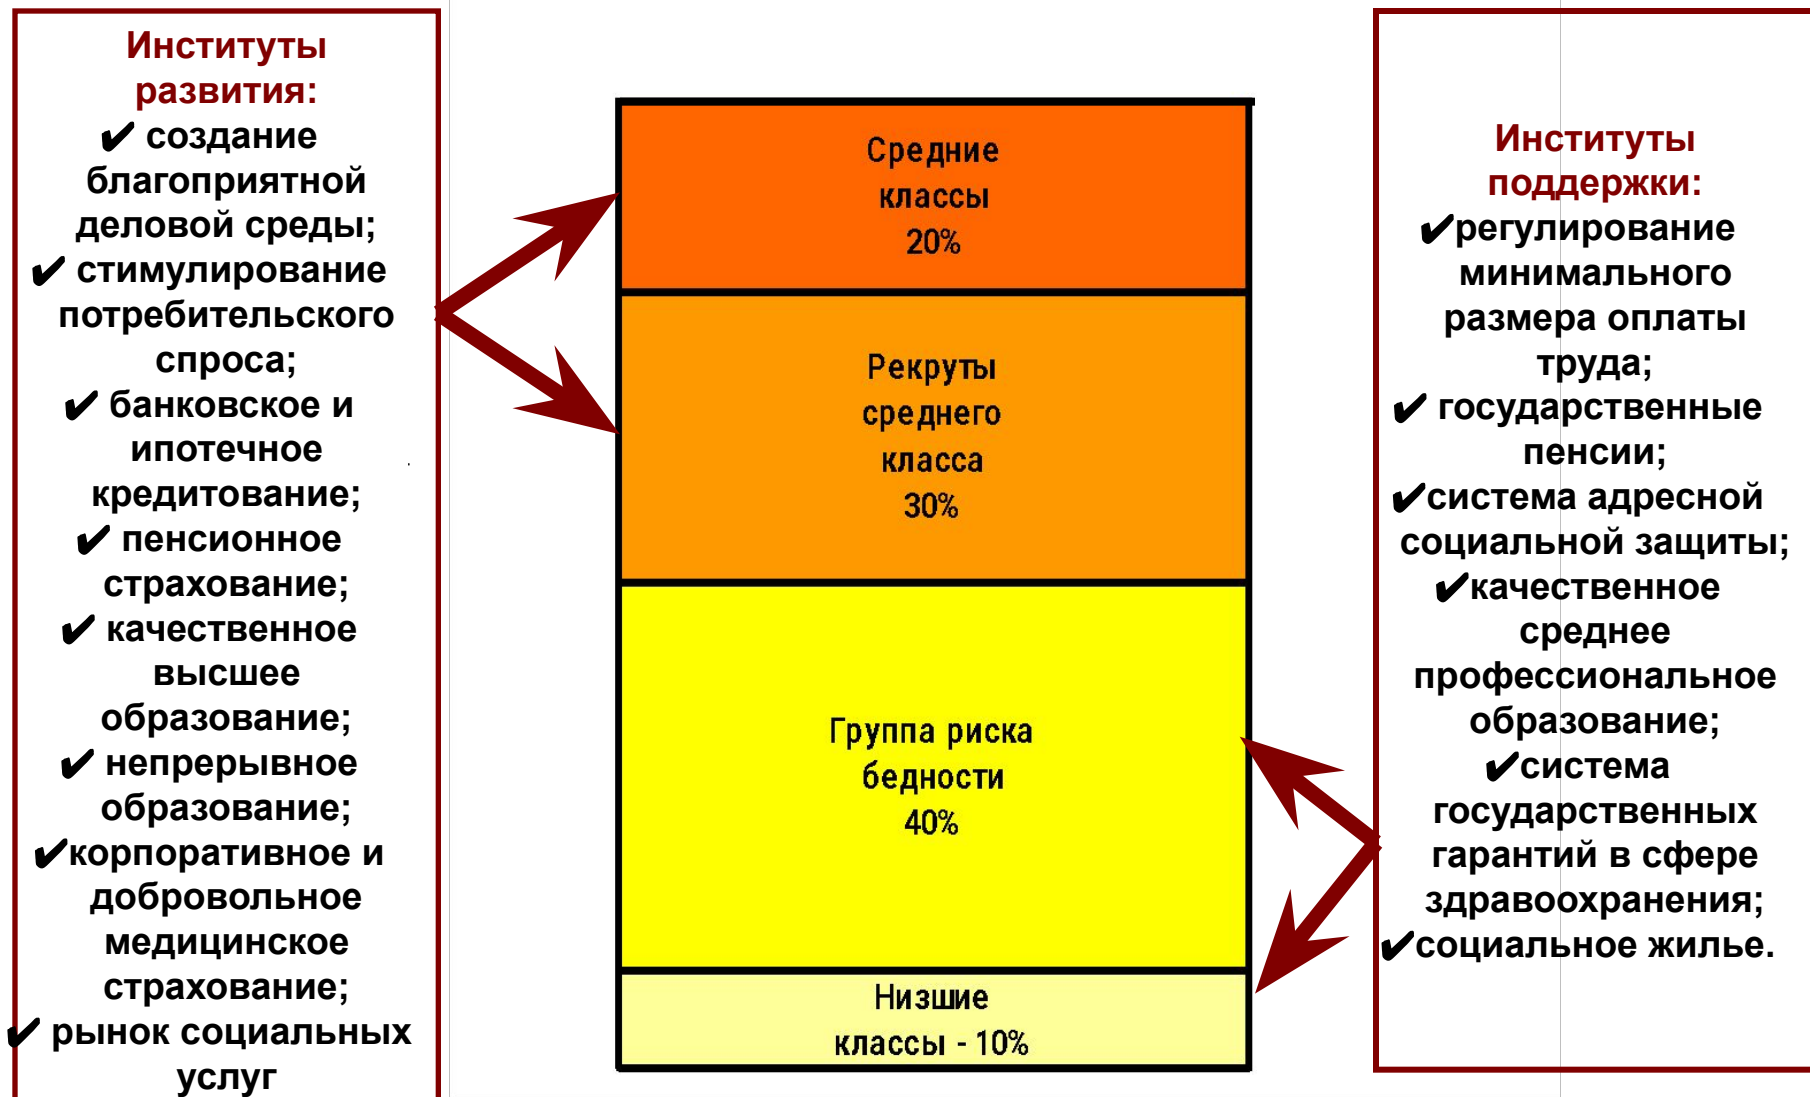 Институты
развития:
✔ создание
благоприятной
деловой среды;
✔ стимулирование
потребительского
спроса;
✔ банковское и
ипотечное
кредитование;
✔ пенсионное
страхование;
✔ качественное
высшее
образование;
✔ непрерывное
образование;
✔корпоративное и
добровольное
медицинское
страхование;
✔ рынок социальных
услуг
Средние
классы
20%
Рекруты
среднего
класса
30%
Группа риска
бедности
40%
Низшие
классы - 10%
Институты
поддержки:
✔регулирование
минимального
размера оплаты
труда;
✔ государственные
пенсии;
✔система адресной
социальной защиты;
✔качественное
среднее
профессиональное
образование;
✔система
государственных
гарантий в сфере
здравоохранения;
✔социальное жилье.